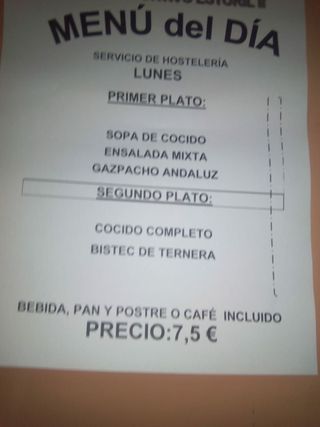 MENÚ del DÍA
SERVICIO DE HOSTELERÍA
LUNES
PRIMER PLATO:
SOPA DE COCIDO
ENSALADA MIXTA
GAZPACHO ANDALUZ
SEGUNDO PLATO:
COCIDO COMPLETO
BISTEC DE TERNERA
BEBIDA, PAN Y POSTRE O CAFÉ INCLUIDO
PRECIO:7,5 €